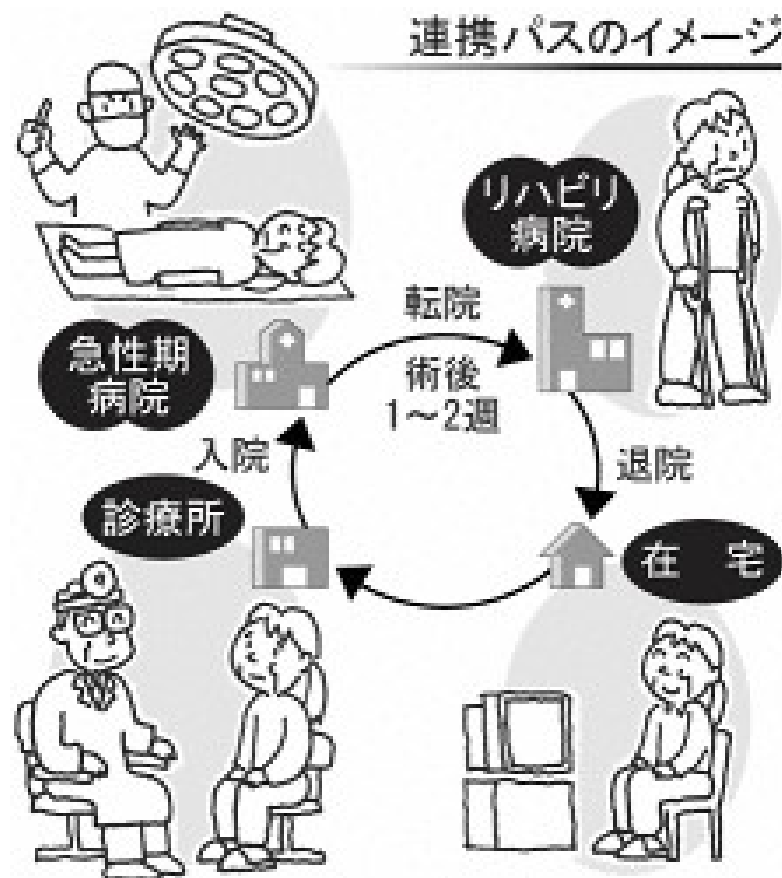 連携パスのイメージ
リハビリ
病院
転院
急性期
病院
術後
1～2週
入院
退院
診療所
在　宅